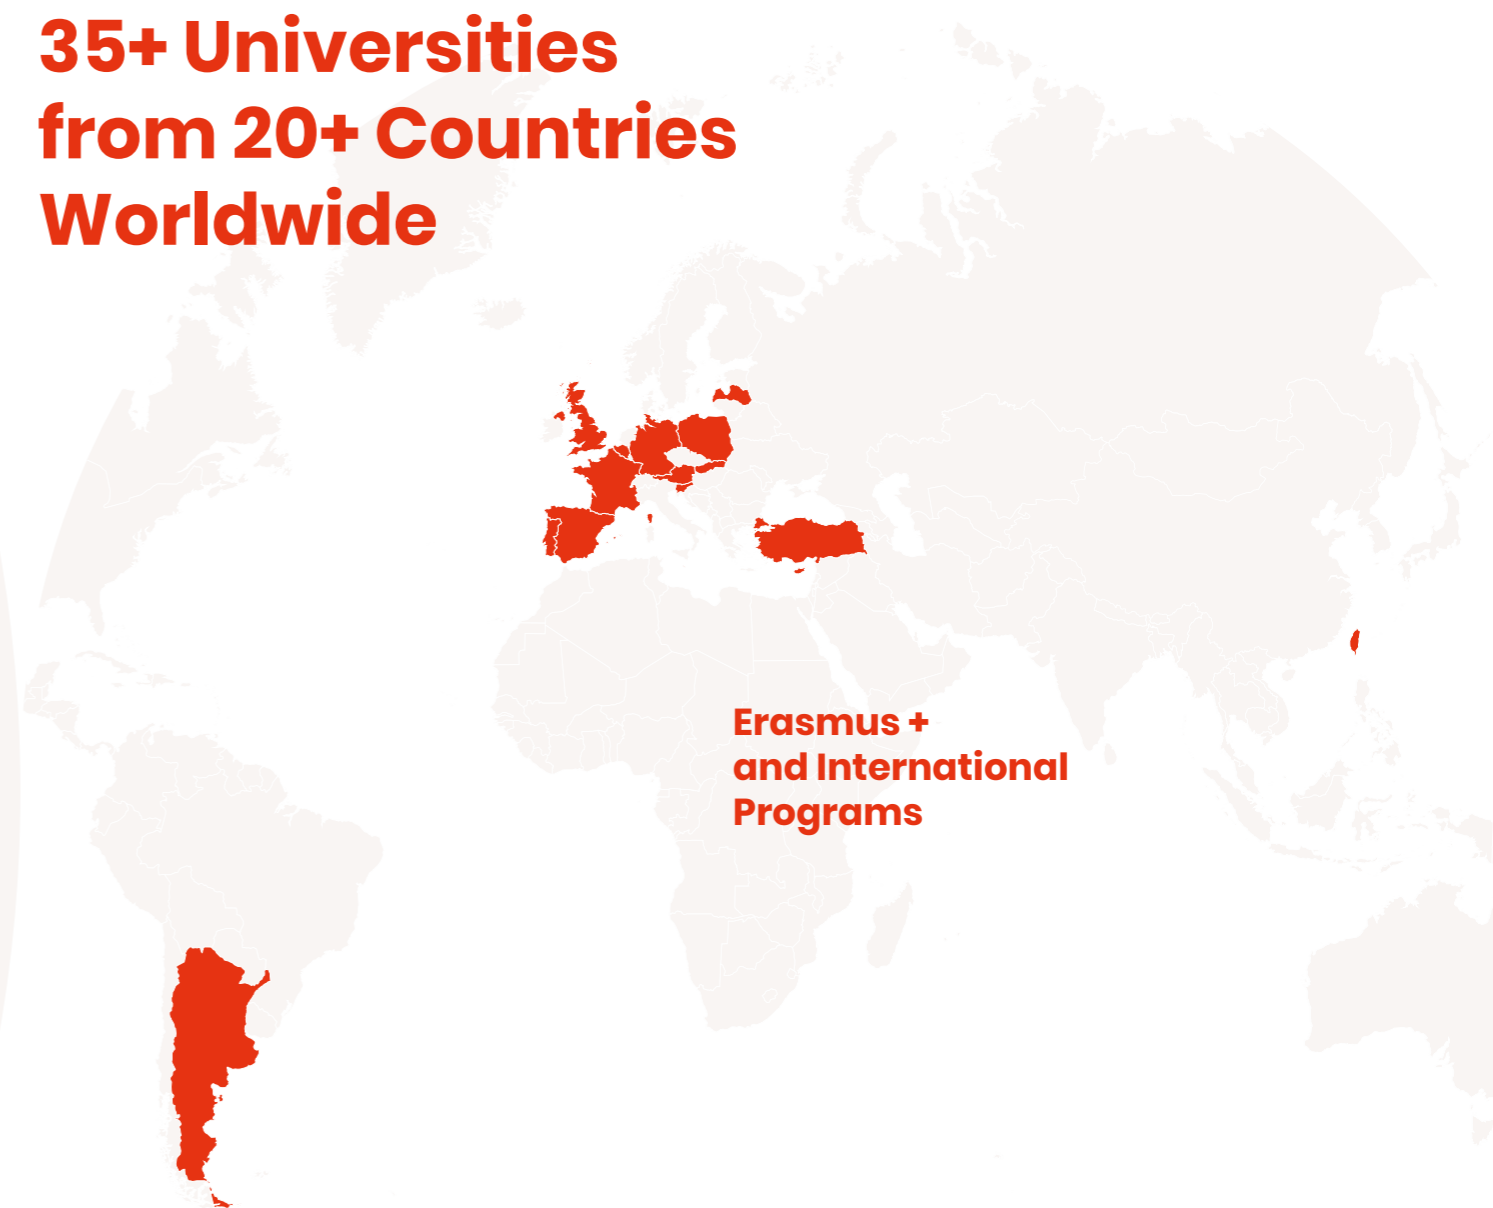 35+ Universities
from 20+ Countries
Worldwide
Erasmus +
and International
Programs